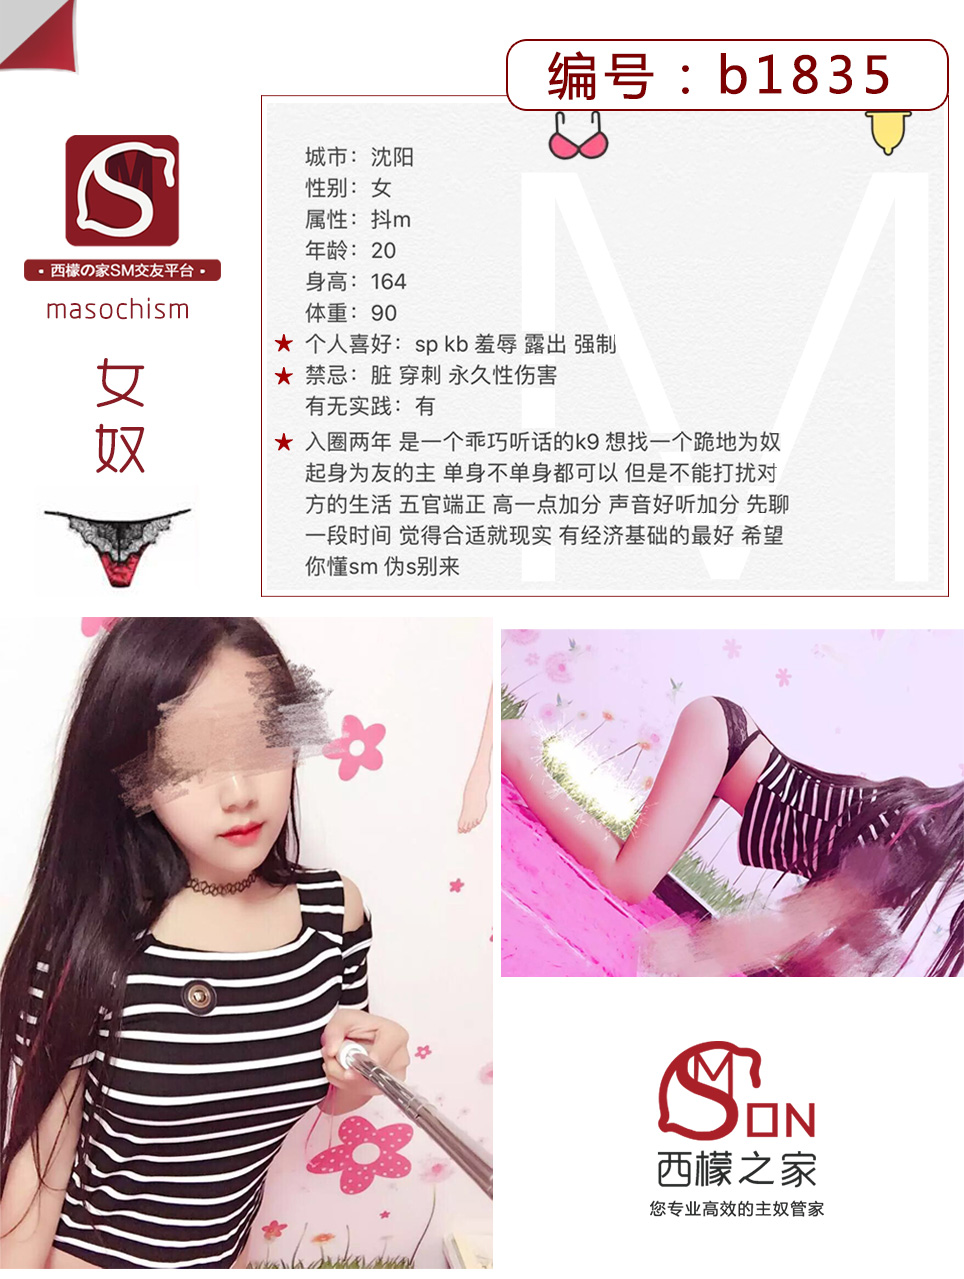 编号：b1835
SM
·西檬の家SM交友平台·
masochism
女
奴
城市：沈阳
性别：女
属性：抖m
年龄：20
身高：164
体重：90
★ 个人喜好：sp kb 羞辱 露出 强制
★ 禁忌：脏 穿刺 永久性伤害
有无实践：有
★ 入圈两年 是一个乖巧听话的k9 想找一个跪地为奴
起身为友的主 单身不单身都可以 但是不能打扰对
方的生活 五官端正 高一点加分 声音好听加分 先聊
一段时间 觉得合适就现实 有经济基础的最好 希望
你懂sm 伪s别来
M
SMON
西檬之家
您专业高效的主奴管家